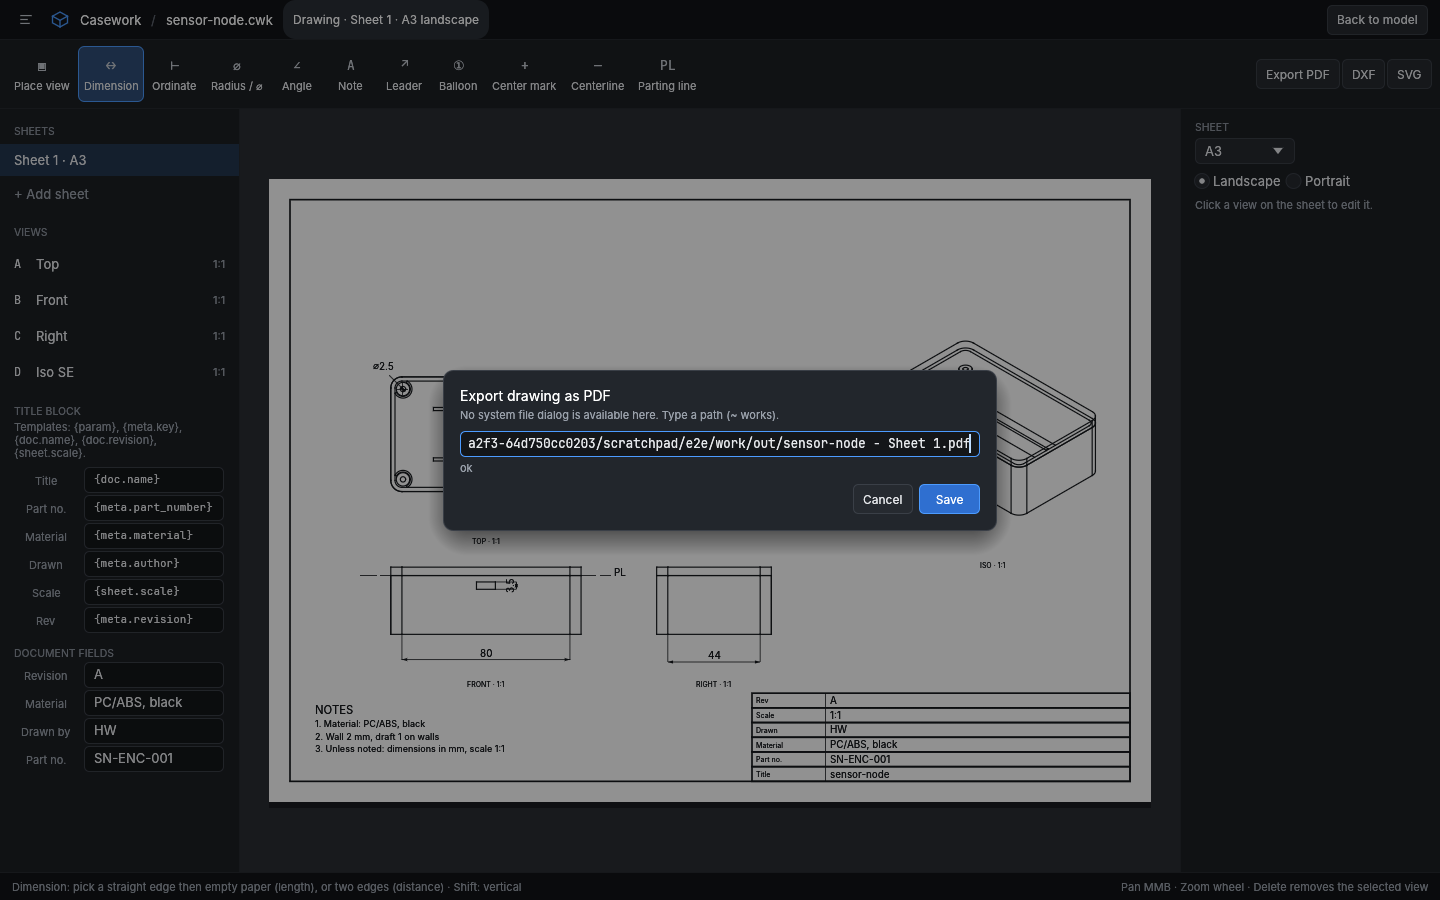 Casework / sensor-node.cwk
Drawing · Sheet 1 · A3 landscape
Back to model
Place view
Dimension
Ordinate
Radius / ⌀
Angle
A
Note
Leader
①
Balloon
+
Center mark
Centerline
PL
Parting line
Export PDF
DXF
SVG
SHEETS
Sheet 1 · A3
+ Add sheet
VIEWS
A Top 1:1
B Front 1:1
C Right 1:1
D Iso SE 1:1
TITLE BLOCK
Templates: {param}, {meta.key},
{doc.name}, {doc.revision},
{sheet.scale}.
Title {doc.name}
Part no. {meta.part_number}
Material {meta.material}
Drawn {meta.author}
Scale {sheet.scale}
Rev {meta.revision}
DOCUMENT FIELDS
Revision A
Material PC/ABS, black
Drawn by HW
Part no. SN-ENC-001
⌀2.5
TOP · 1:1
ISO · 1:1
PL
3.5
80
44
FRONT · 1:1
RIGHT · 1:1
NOTES
1. Material: PC/ABS, black
2. Wall 2 mm, draft 1 on walls
3. Unless noted: dimensions in mm, scale 1:1
Rev A
Scale 1:1
Drawn HW
Material PC/ABS, black
Part no. SN-ENC-001
Title sensor-node
Export drawing as PDF
No system file dialog is available here. Type a path (~ works).
a2f3-64d750cc0203/scratchpad/e2e/work/out/sensor-node - Sheet 1.pdf
ok
Cancel
Save
SHEET
A3
Landscape
Portrait
Click a view on the sheet to edit it.
Dimension: pick a straight edge then empty paper (length), or two edges (distance) · Shift: vertical
Pan MMB · Zoom wheel · Delete removes the selected view